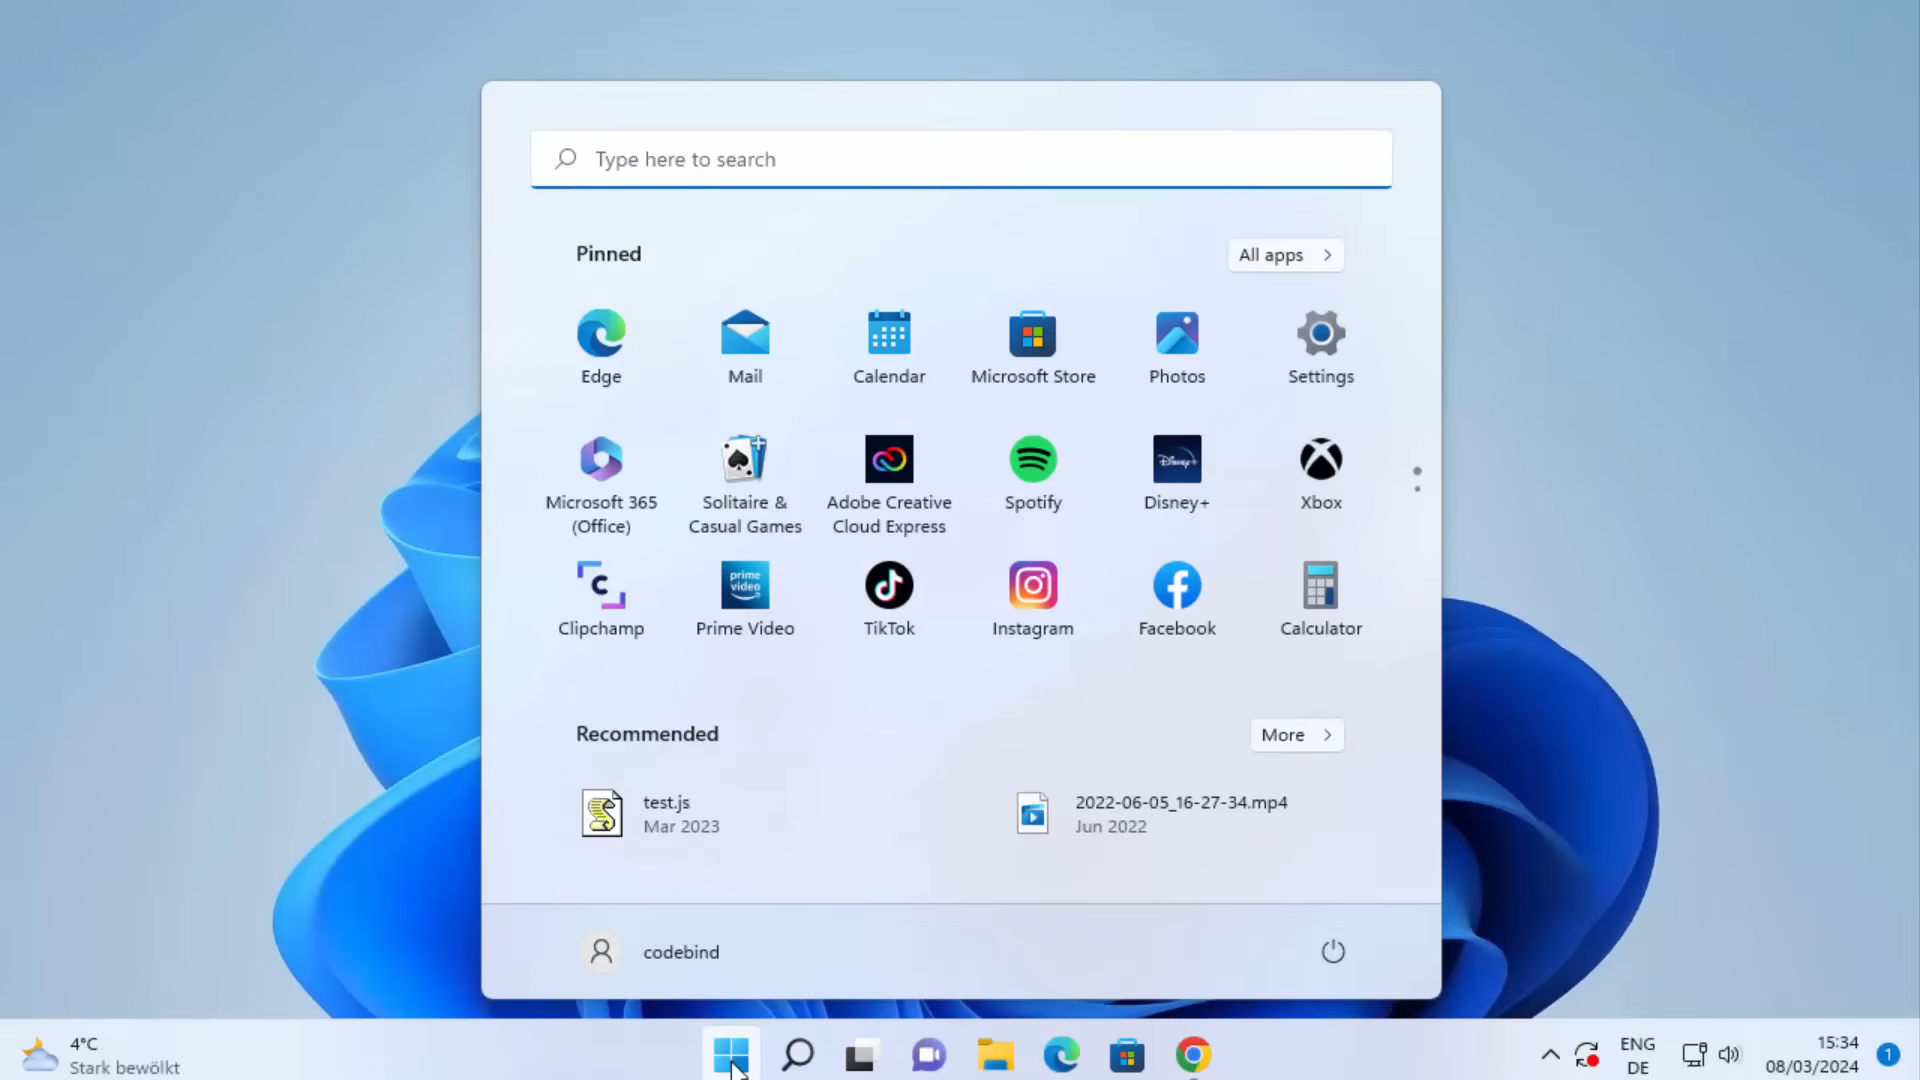 Type here to search
Pinned
All apps
Edge
Mail
Calendar
Microsoft Store
Photos
Settings
Microsoft 365
(Office)
Solitaire &
Casual Games
Adobe Creative
Cloud Express
Spotify
Disney+
Disney+
Xbox
C
Clipchamp
prime
video
Prime Video
TikTok
Instagram
Facebook
Calculator
Recommended
More
test.js
Mar 2023
2022-06-05_16-27-34.mp4
Jun 2022
codebind
4°C
Stark bewölkt
ENG
DE
15:34
08/03/2024
1